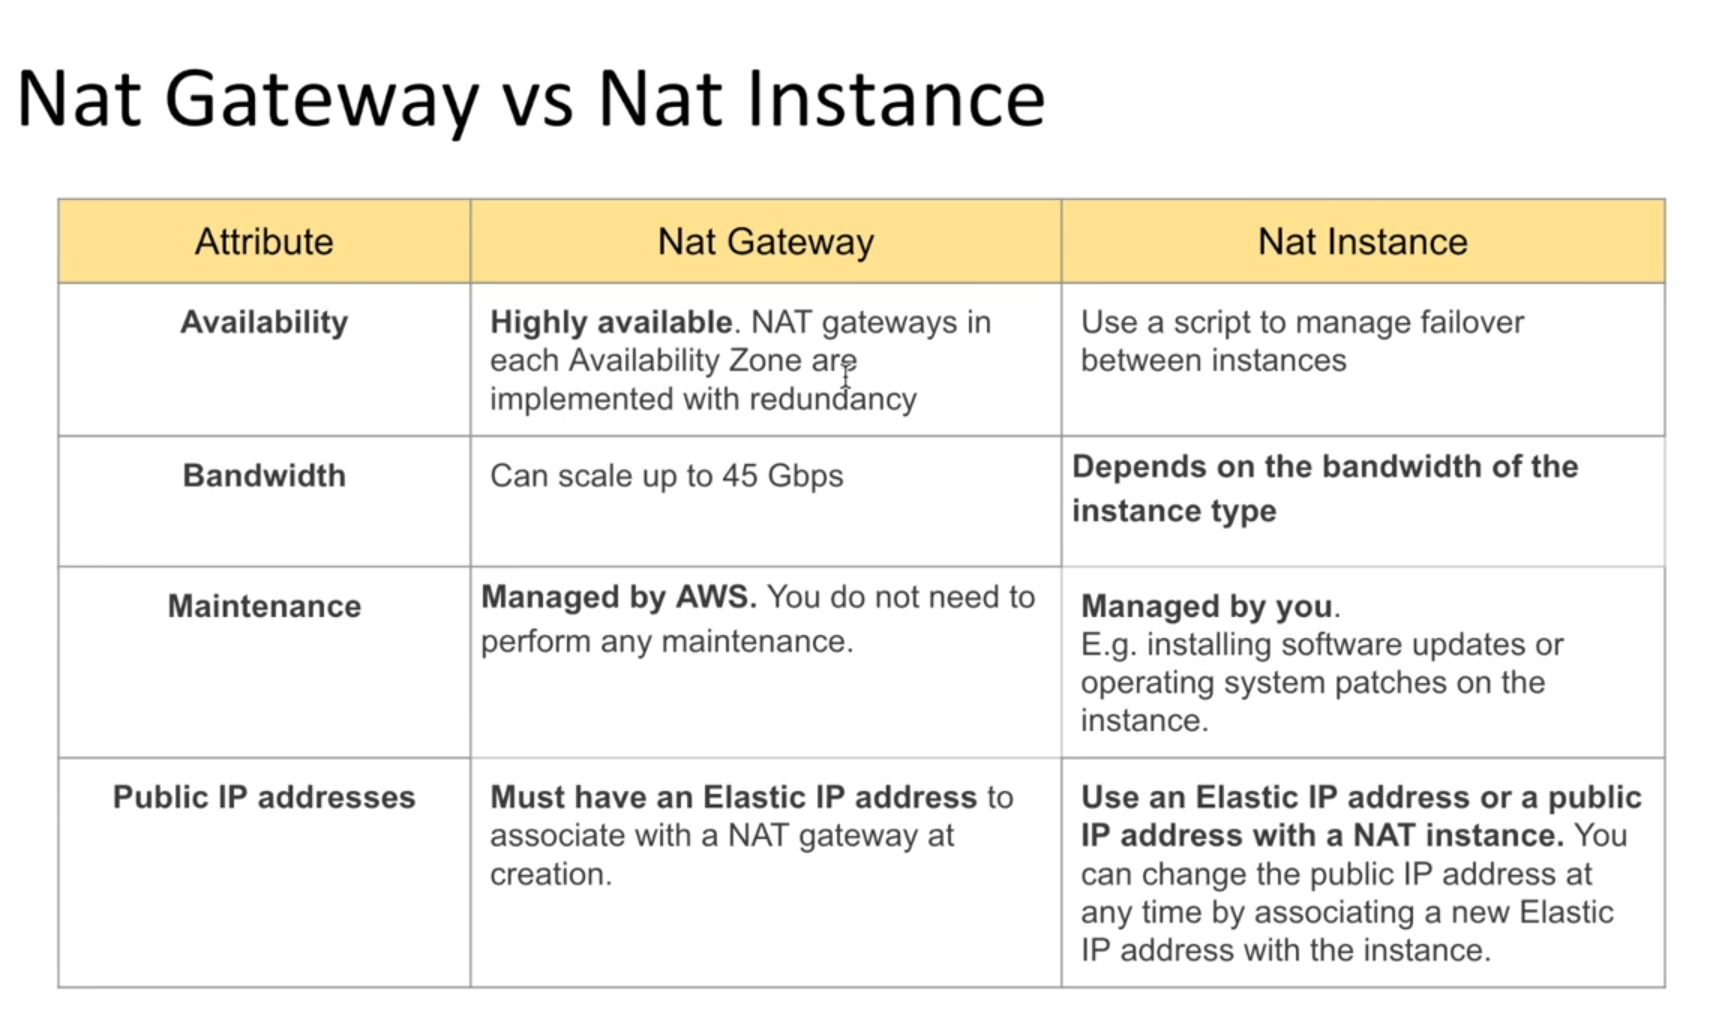 Nat Gateway vs Nat Instance
Attribute
Nat Gateway
Nat Instance
Availability
Highly available. NAT gateways in
each Availability Zone are
implemented with redundancy
Use a script to manage failover
between instances
Bandwidth
Can scale up to 45 Gbps
Depends on the bandwidth of the
instance type
Maintenance
Managed by AWS. You do not need to
perform any maintenance.
Managed by you.
E.g. installing software updates or
operating system patches on the
instance.
Public IP addresses
Must have an Elastic IP address to
associate with a NAT gateway at
creation.
Use an Elastic IP address or a public
IP address with a NAT instance. You
can change the public IP address at
any time by associating a new Elastic
IP address with the instance.